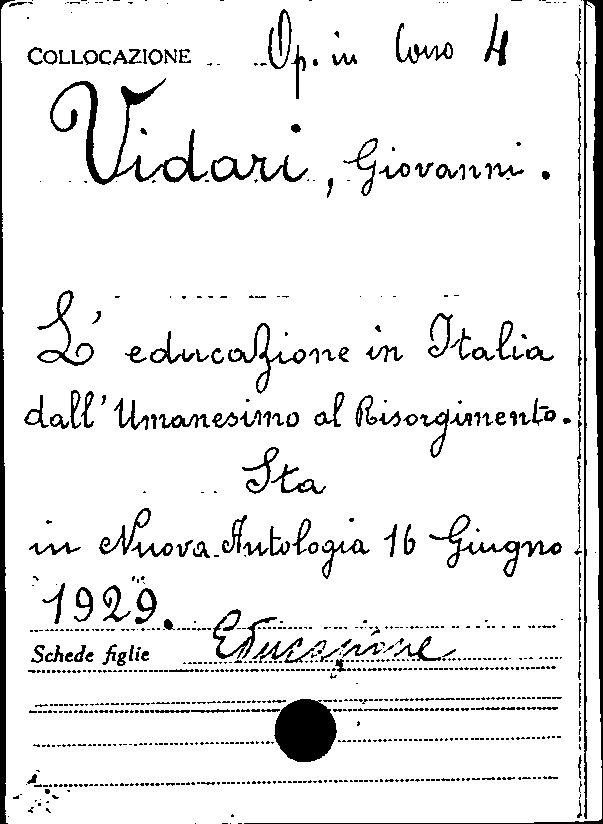 COLLOCAZIONE Op. in Corso 4
Vidari, Giovanni.
L'educazione in Italia
dall'Umanesimo al Risorgimento.
Sta
in Nuova Antologia 16 Giugno
1929.
Schede figlie Educazione